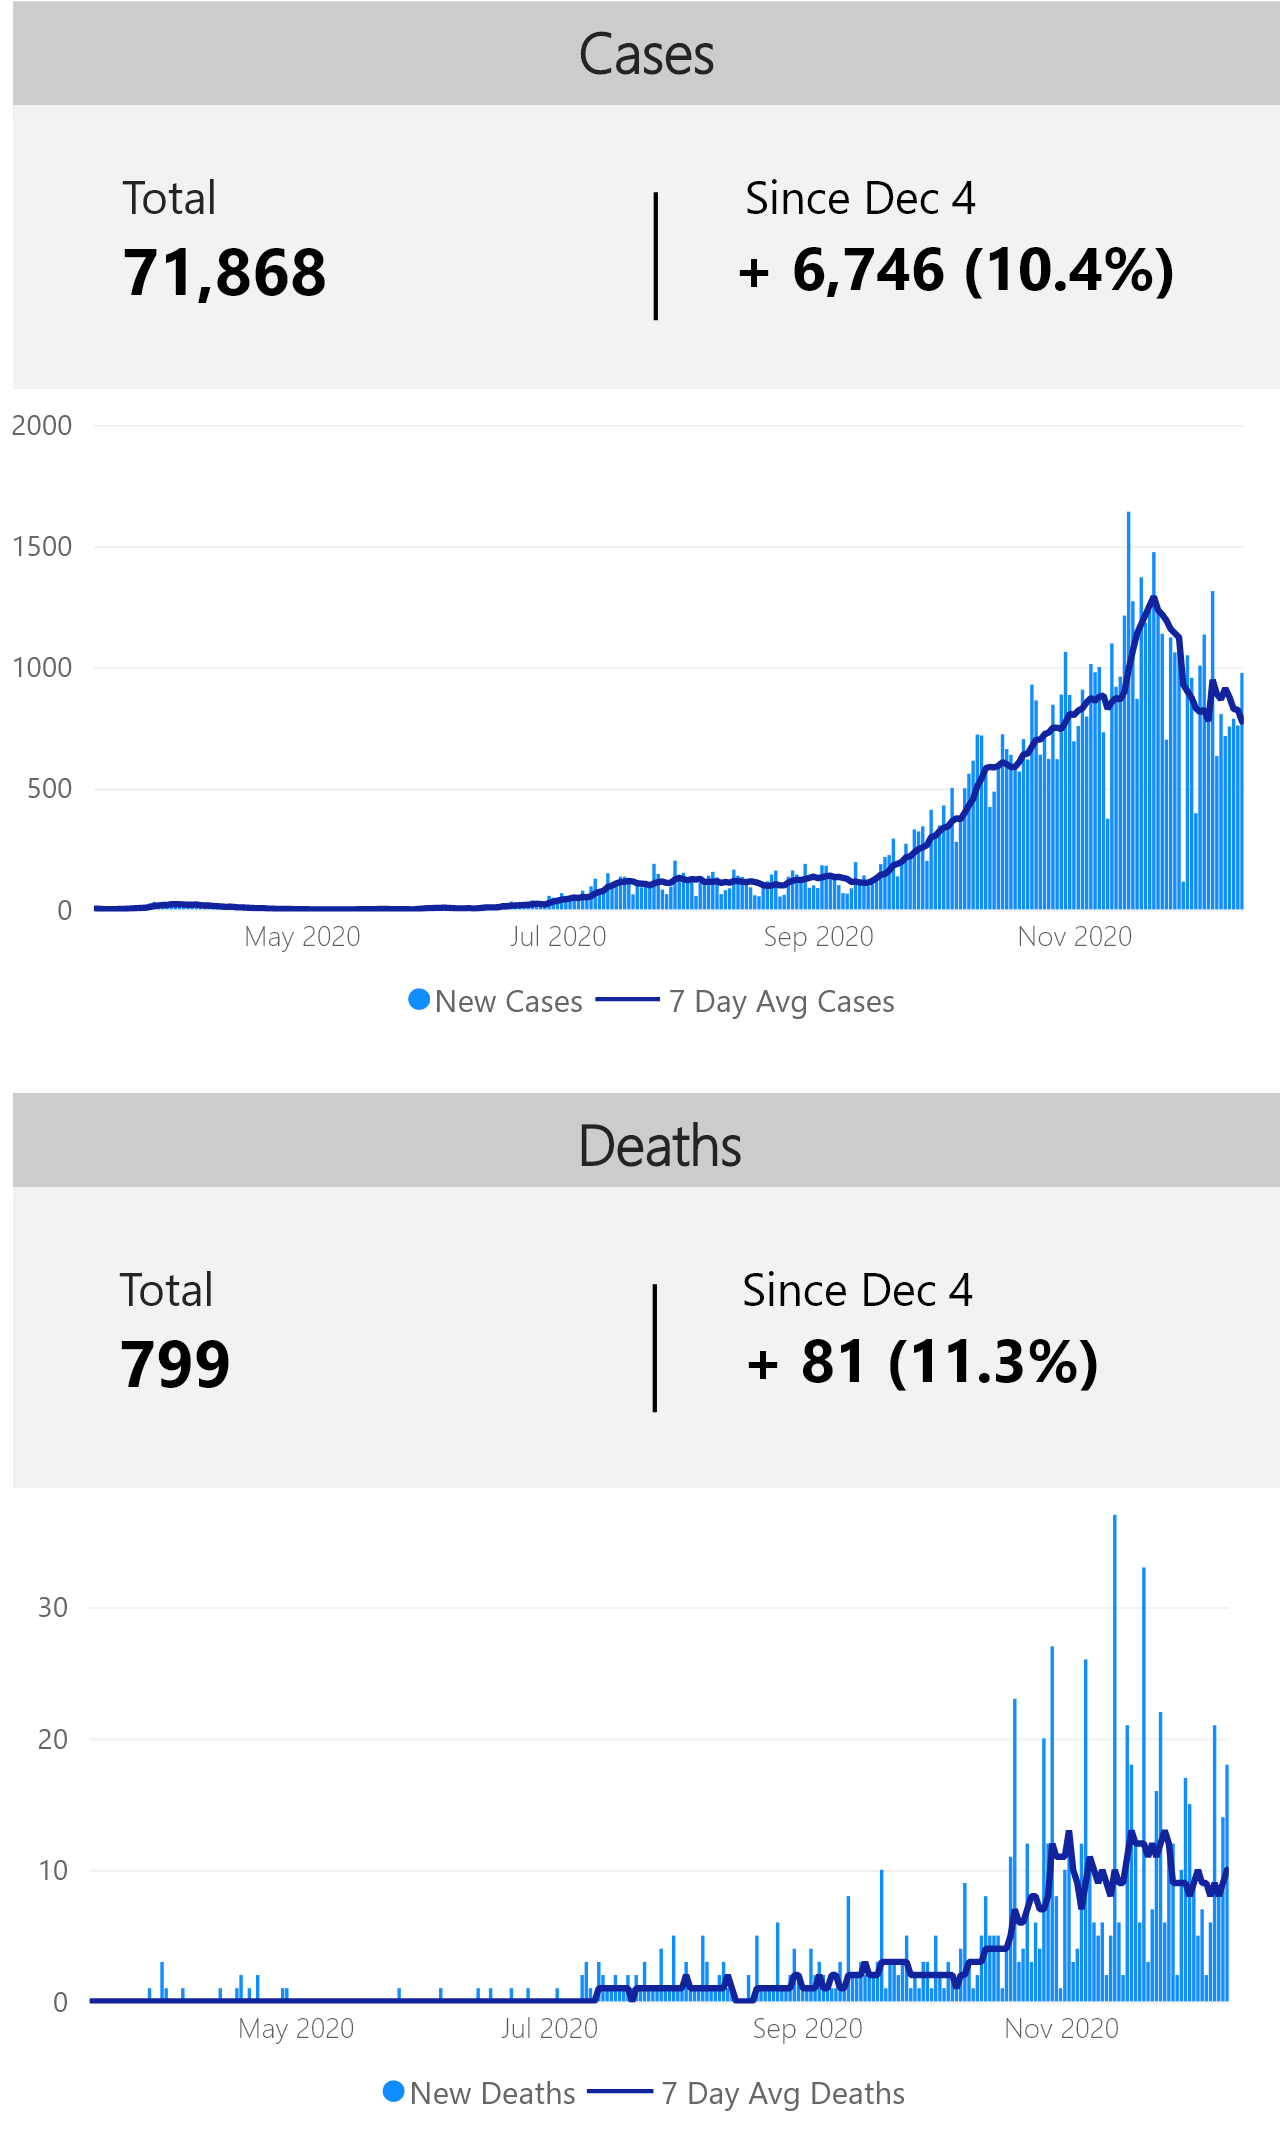 Cases
Total
Since Dec 4
71,868
+ 6,746 (10.4%)
2000
1500
1000
500
0
May 2020 Jul 2020 Sep 2020 Nov 2020
New Cases 7 Day Avg Cases
Deaths
Total
Since Dec 4
799
+ 81 (11.3%)
30
20
10
0
May 2020 Jul 2020 Sep 2020 Nov 2020
New Deaths 7 Day Avg Deaths